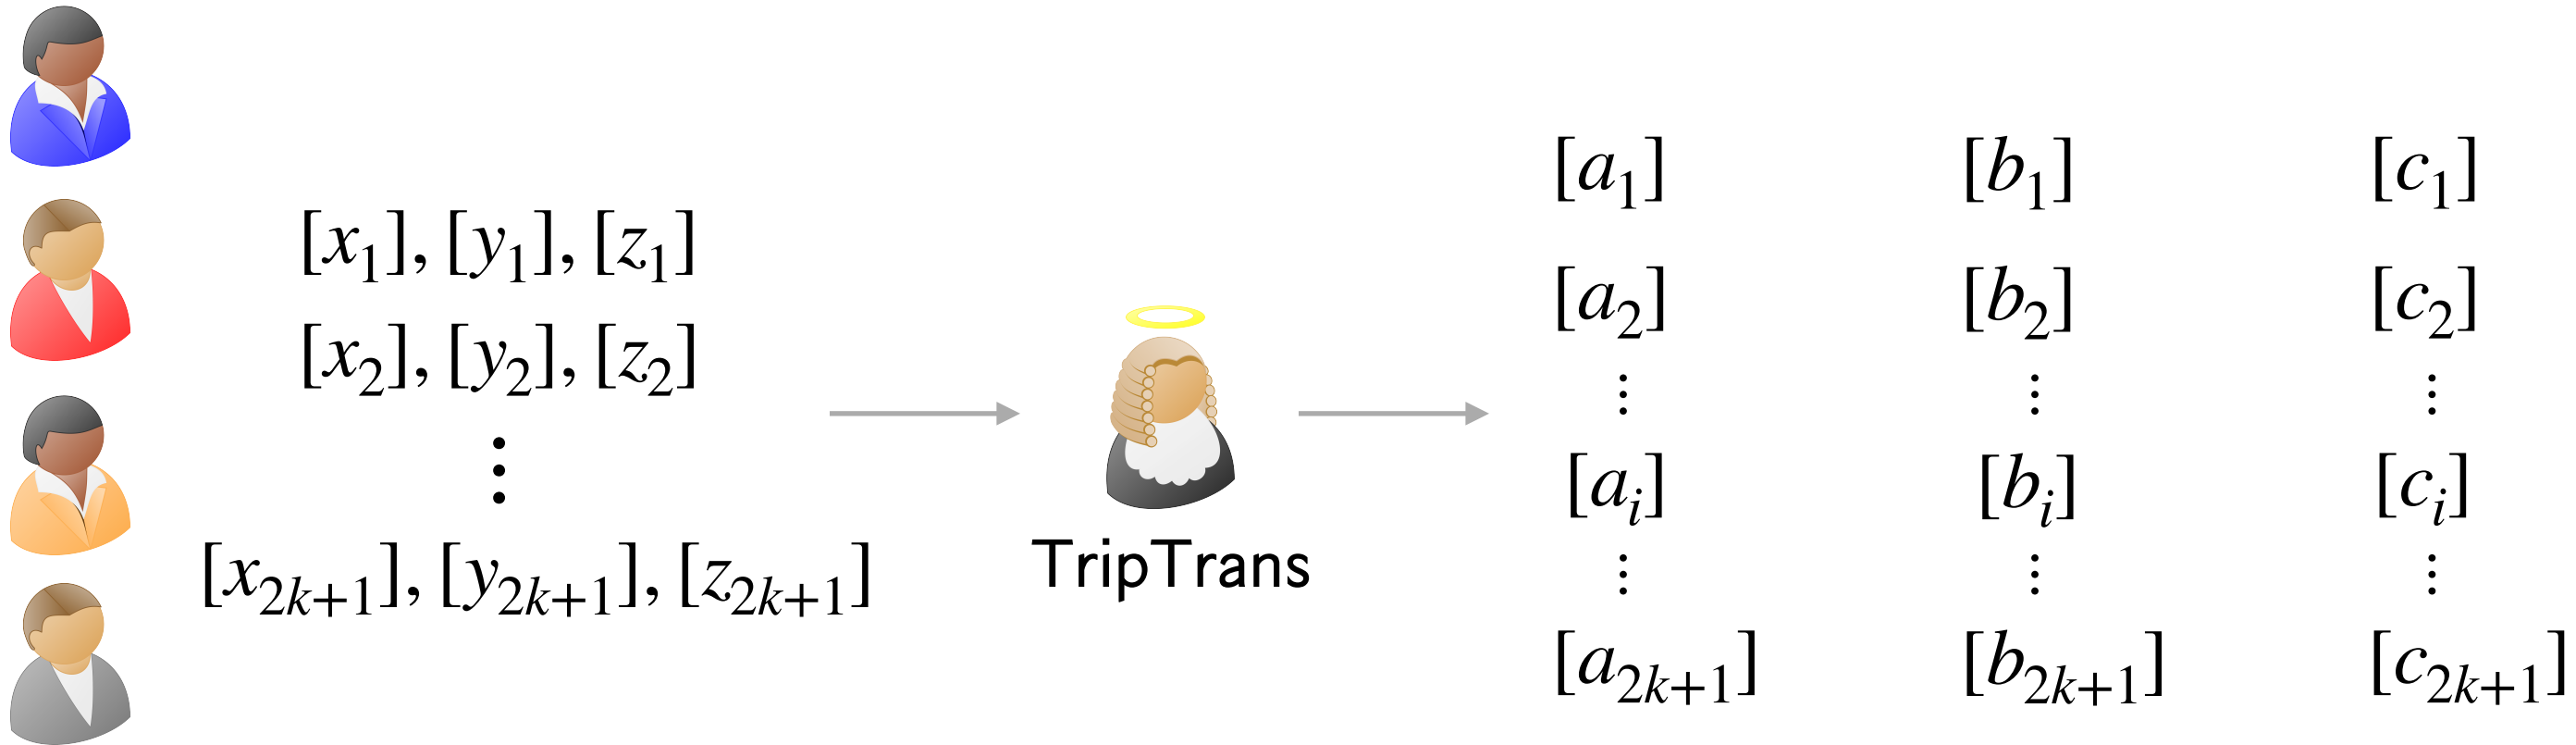 [x₁], [y₁], [z₁]
[x₂], [y₂], [z₂]
⋮
[x₂ₖ₊₁], [y₂ₖ₊₁], [z₂ₖ₊₁]
TripTrans
[a₁] [b₁] [c₁]
[a₂] [b₂] [c₂]
⋮ ⋮ ⋮
[aᵢ] [bᵢ] [cᵢ]
⋮ ⋮ ⋮
[a₂ₖ₊₁] [b₂ₖ₊₁] [c₂ₖ₊₁]